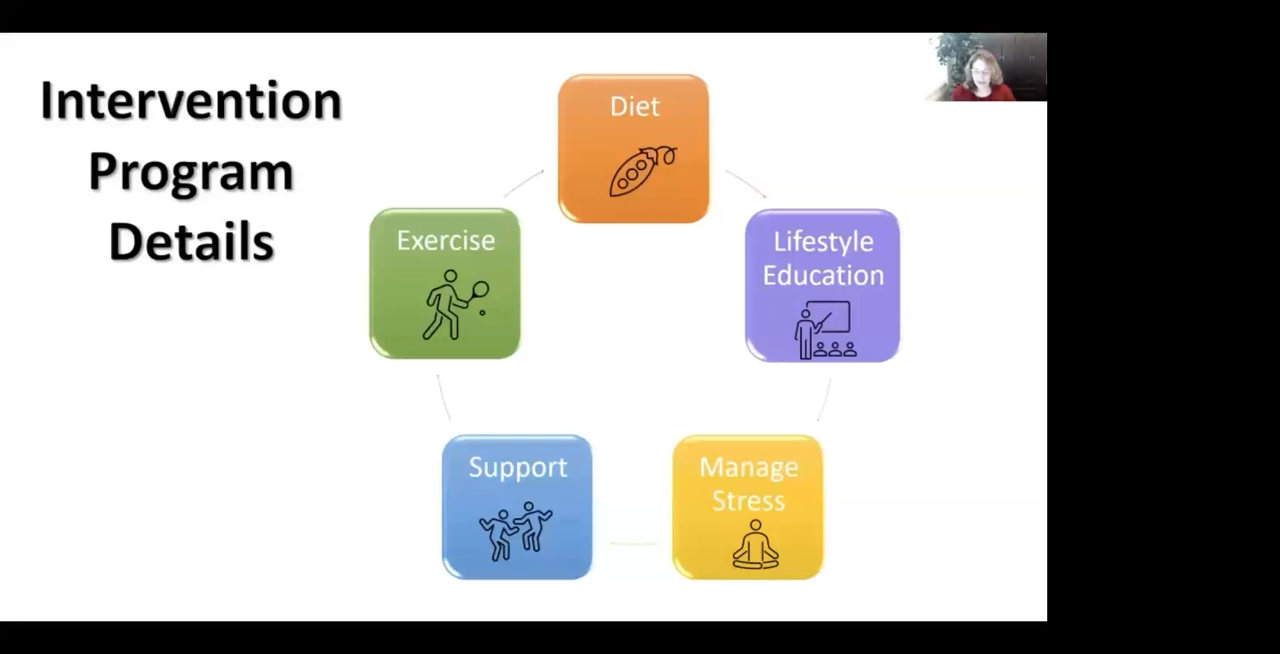 Intervention
Program
Details
Diet
Lifestyle
Education
Manage
Stress
Support
Exercise